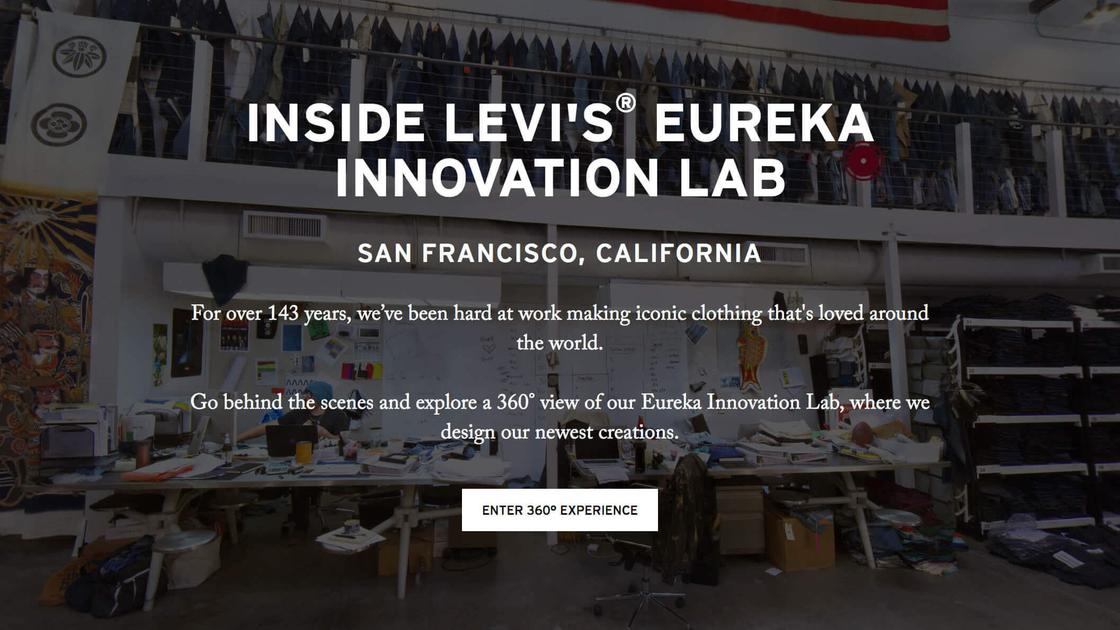 INSIDE LEVI'S® EUREKA
INNOVATION LAB
SAN FRANCISCO, CALIFORNIA
For over 143 years, we’ve been hard at work making iconic clothing that's loved around
the world.
Go behind the scenes and explore a 360° view of our Eureka Innovation Lab, where we
design our newest creations.
ENTER 360º EXPERIENCE